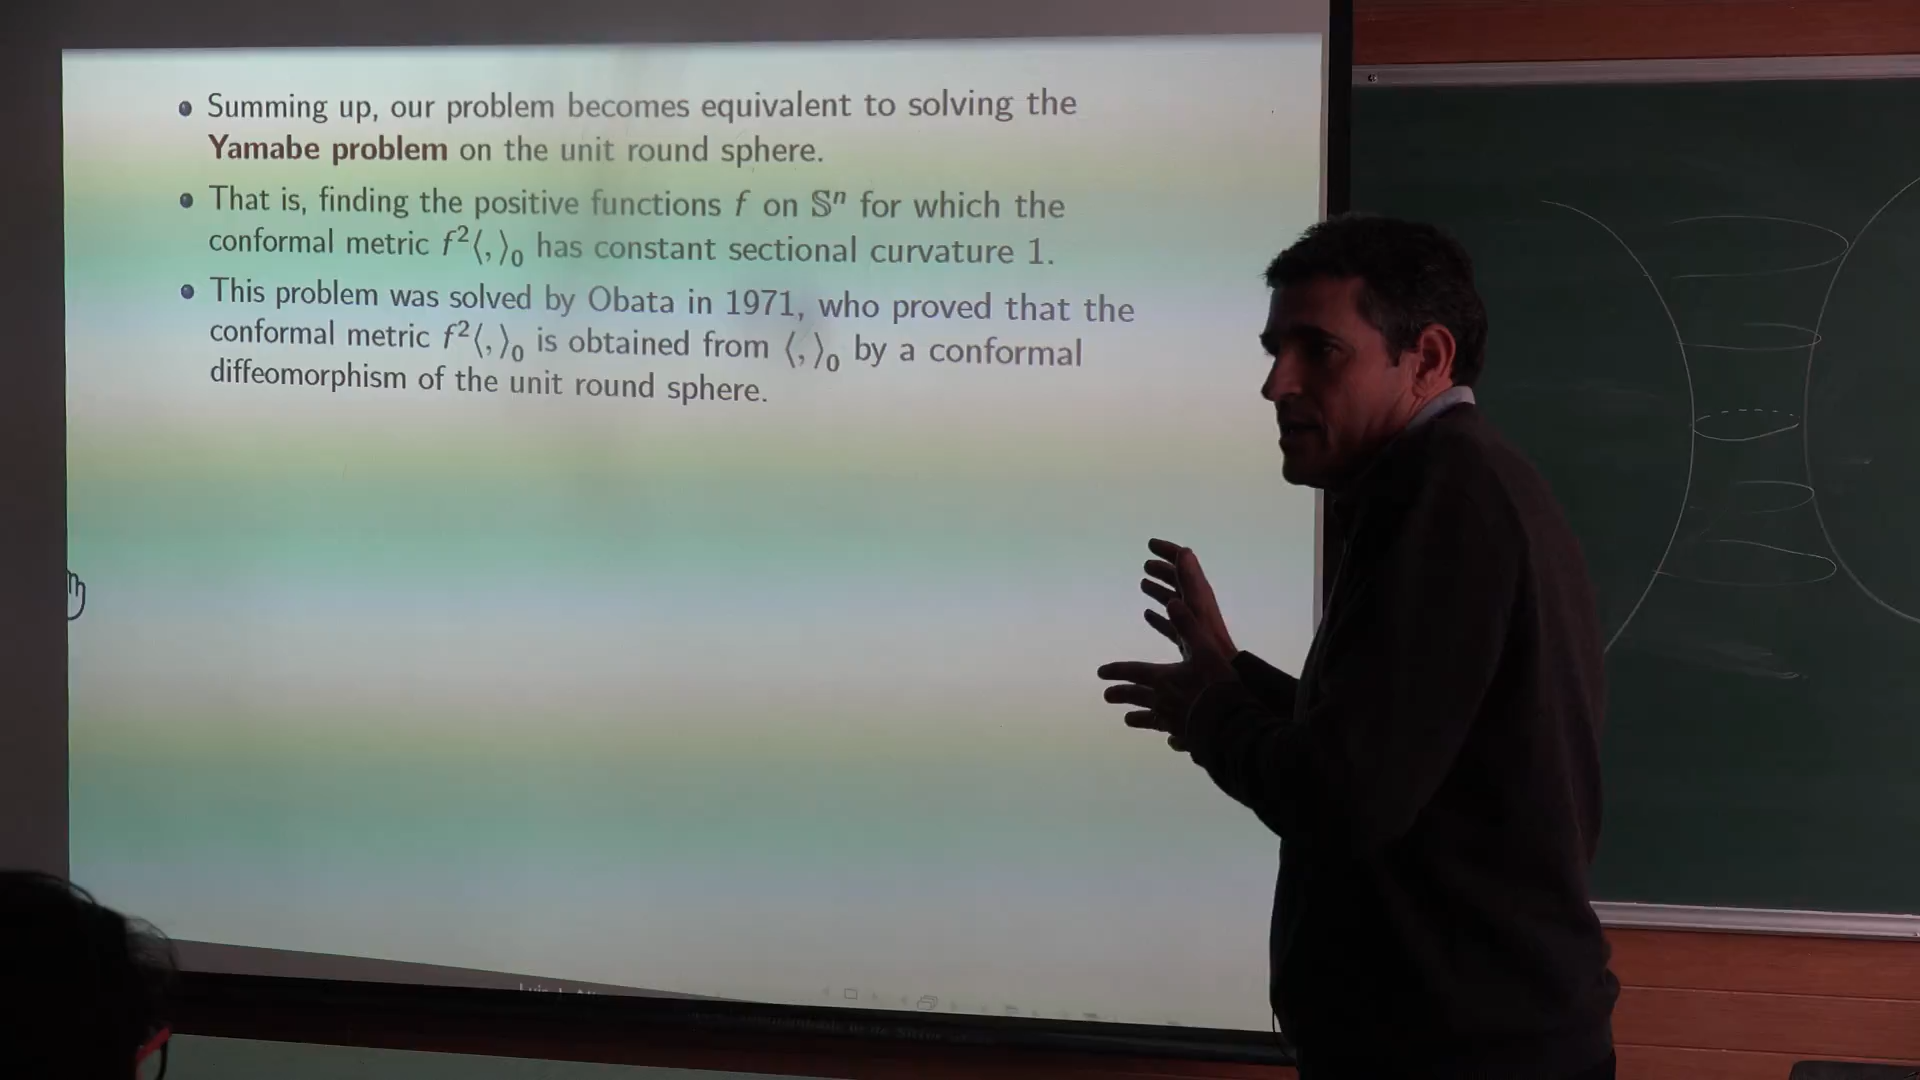 • Summing up, our problem becomes equivalent to solving the
Yamabe problem on the unit round sphere.
• That is, finding the positive functions f on 𝕊ⁿ for which the
conformal metric f²⟨,⟩₀ has constant sectional curvature 1.
• This problem was solved by Obata in 1971, who proved that the
conformal metric f²⟨,⟩₀ is obtained from ⟨,⟩₀ by a conformal
diffeomorphism of the unit round sphere.